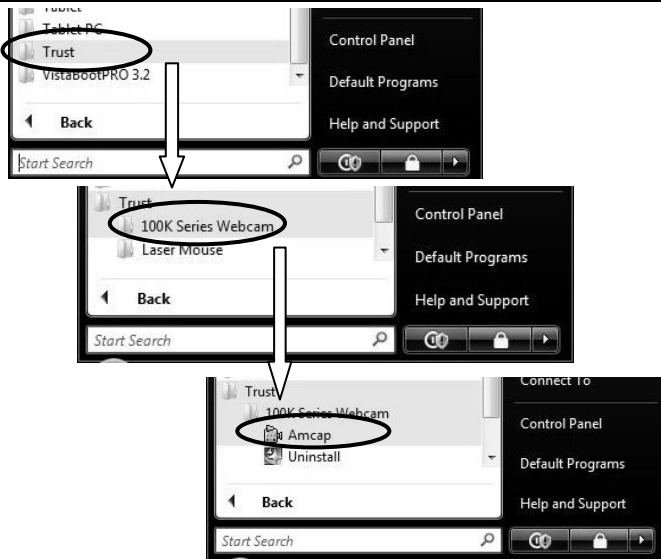 Tablet
Tablet PC
Trust
VistaBootPRO 3.2
Back
Start Search
Control Panel
Default Programs
Help and Support
Trust
100K Series Webcam
Laser Mouse
Back
Start Search
Control Panel
Default Programs
Help and Support
Trust
100K Series Webcam
Amcap
Uninstall
Back
Start Search
Connect To
Control Panel
Default Programs
Help and Support